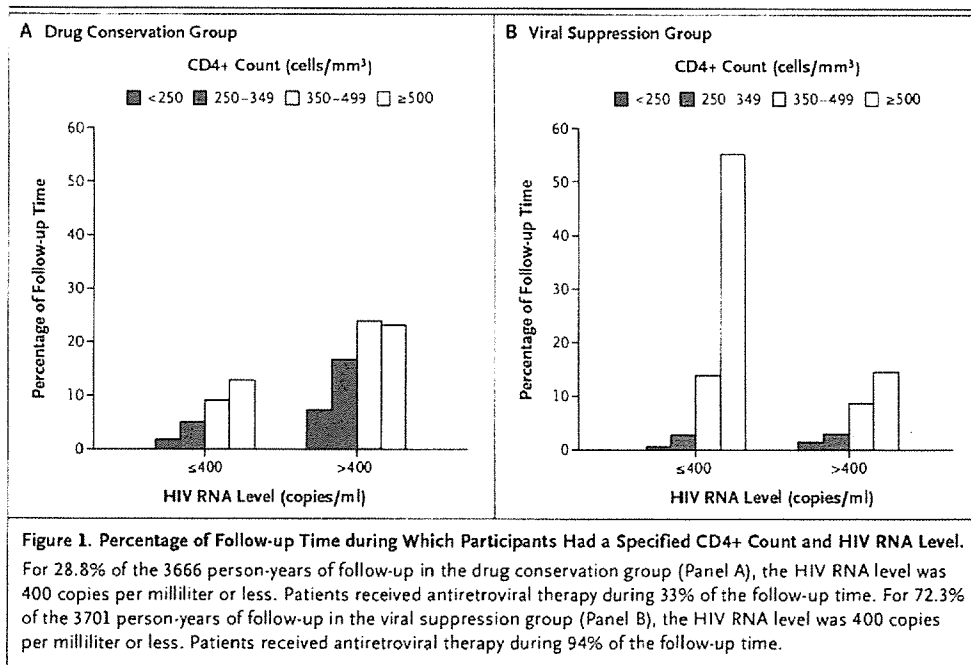 A Drug Conservation Group
CD4+ Count (cells/mm³)
<250 250–349 350–499 ≥500
Percentage of Follow-up Time
60
50
40
30
20
10
0
≤400 >400
HIV RNA Level (copies/ml)
B Viral Suppression Group
CD4+ Count (cells/mm³)
<250 250 349 350–499 ≥500
Percentage of Follow-up Time
60
50
40
30
20
10
0
≤400 >400
HIV RNA Level (copies/ml)
Figure 1. Percentage of Follow-up Time during Which Participants Had a Specified CD4+ Count and HIV RNA Level.
For 28.8% of the 3666 person-years of follow-up in the drug conservation group (Panel A), the HIV RNA level was
400 copies per milliliter or less. Patients received antiretroviral therapy during 33% of the follow-up time. For 72.3%
of the 3701 person-years of follow-up in the viral suppression group (Panel B), the HIV RNA level was 400 copies
per milliliter or less. Patients received antiretroviral therapy during 94% of the follow-up time.